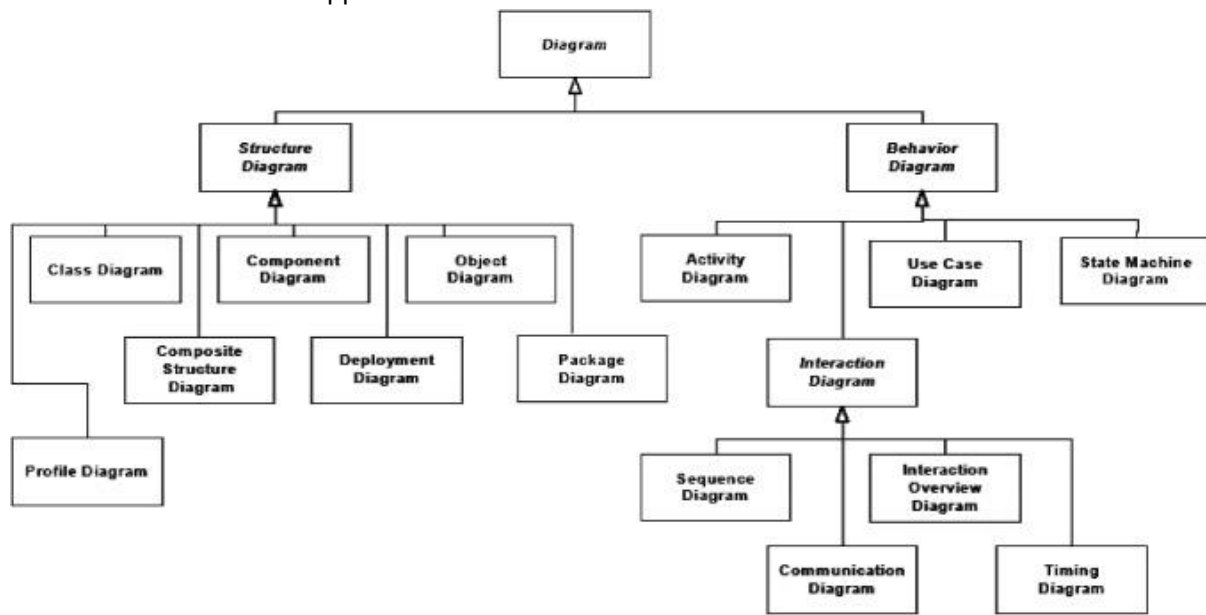 Diagram
Structure
Diagram
Behavior
Diagram
Class Diagram
Component
Diagram
Object
Diagram
Activity
Diagram
Use Case
Diagram
State Machine
Diagram
Composite
Structure
Diagram
Deployment
Diagram
Package
Diagram
Interaction
Diagram
Profile Diagram
Sequence
Diagram
Interaction
Overview
Diagram
Communication
Diagram
Timing
Diagram